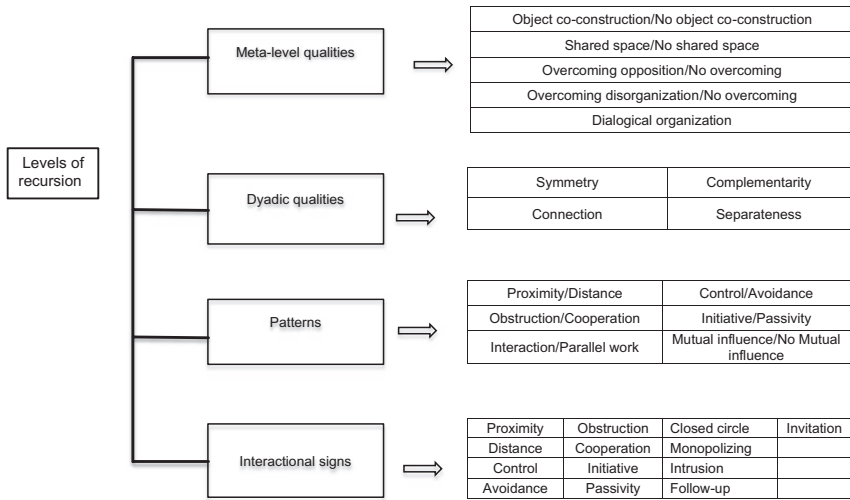 Levels of
recursion
Meta-level qualities
Object co-construction/No object co-construction
Shared space/No shared space
Overcoming opposition/No overcoming
Overcoming disorganization/No overcoming
Dialogical organization
Dyadic qualities
Symmetry
Complementarity
Connection
Separateness
Patterns
Proximity/Distance
Control/Avoidance
Obstruction/Cooperation
Initiative/Passivity
Interaction/Parallel work
Mutual influence/No Mutual
influence
Interactional signs
Proximity
Obstruction
Closed circle
Invitation
Distance
Cooperation
Monopolizing
Control
Initiative
Intrusion
Avoidance
Passivity
Follow-up